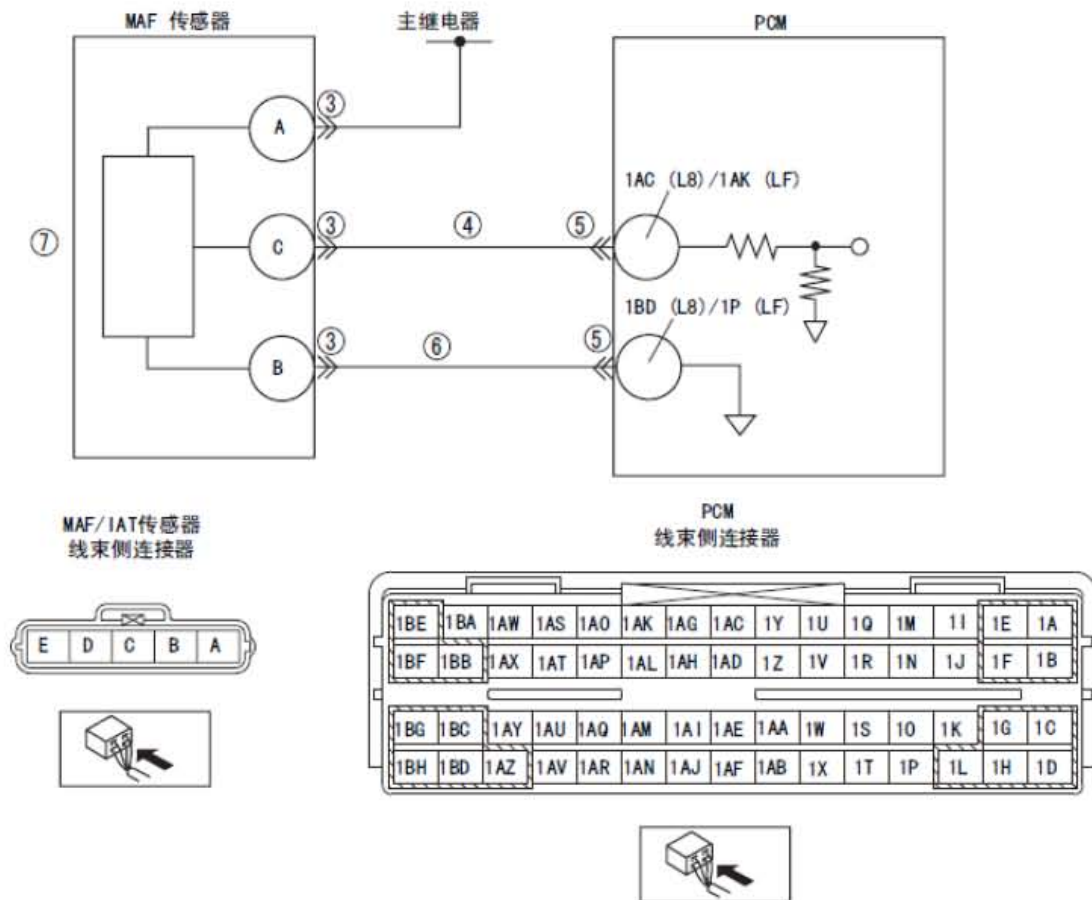 MAF 传感器
主继电器
PCM
③
A
1AC (L8)/1AK (LF)
③
④
⑤
⑦
C
1BD (L8)/1P (LF)
③
⑥
⑤
B
MAF/IAT传感器
线束侧连接器
PCM
线束侧连接器
E D C B A
1BE 1BA 1AW 1AS 1AO 1AK 1AG 1AC 1Y 1U 1Q 1M 1I 1E 1A
1BF 1BB 1AX 1AT 1AP 1AL 1AH 1AD 1Z 1V 1R 1N 1J 1F 1B
1BG 1BC 1AY 1AU 1AQ 1AM 1AI 1AE 1AA 1W 1S 1O 1K 1G 1C
1BH 1BD 1AZ 1AV 1AR 1AN 1AJ 1AF 1AB 1X 1T 1P 1L 1H 1D